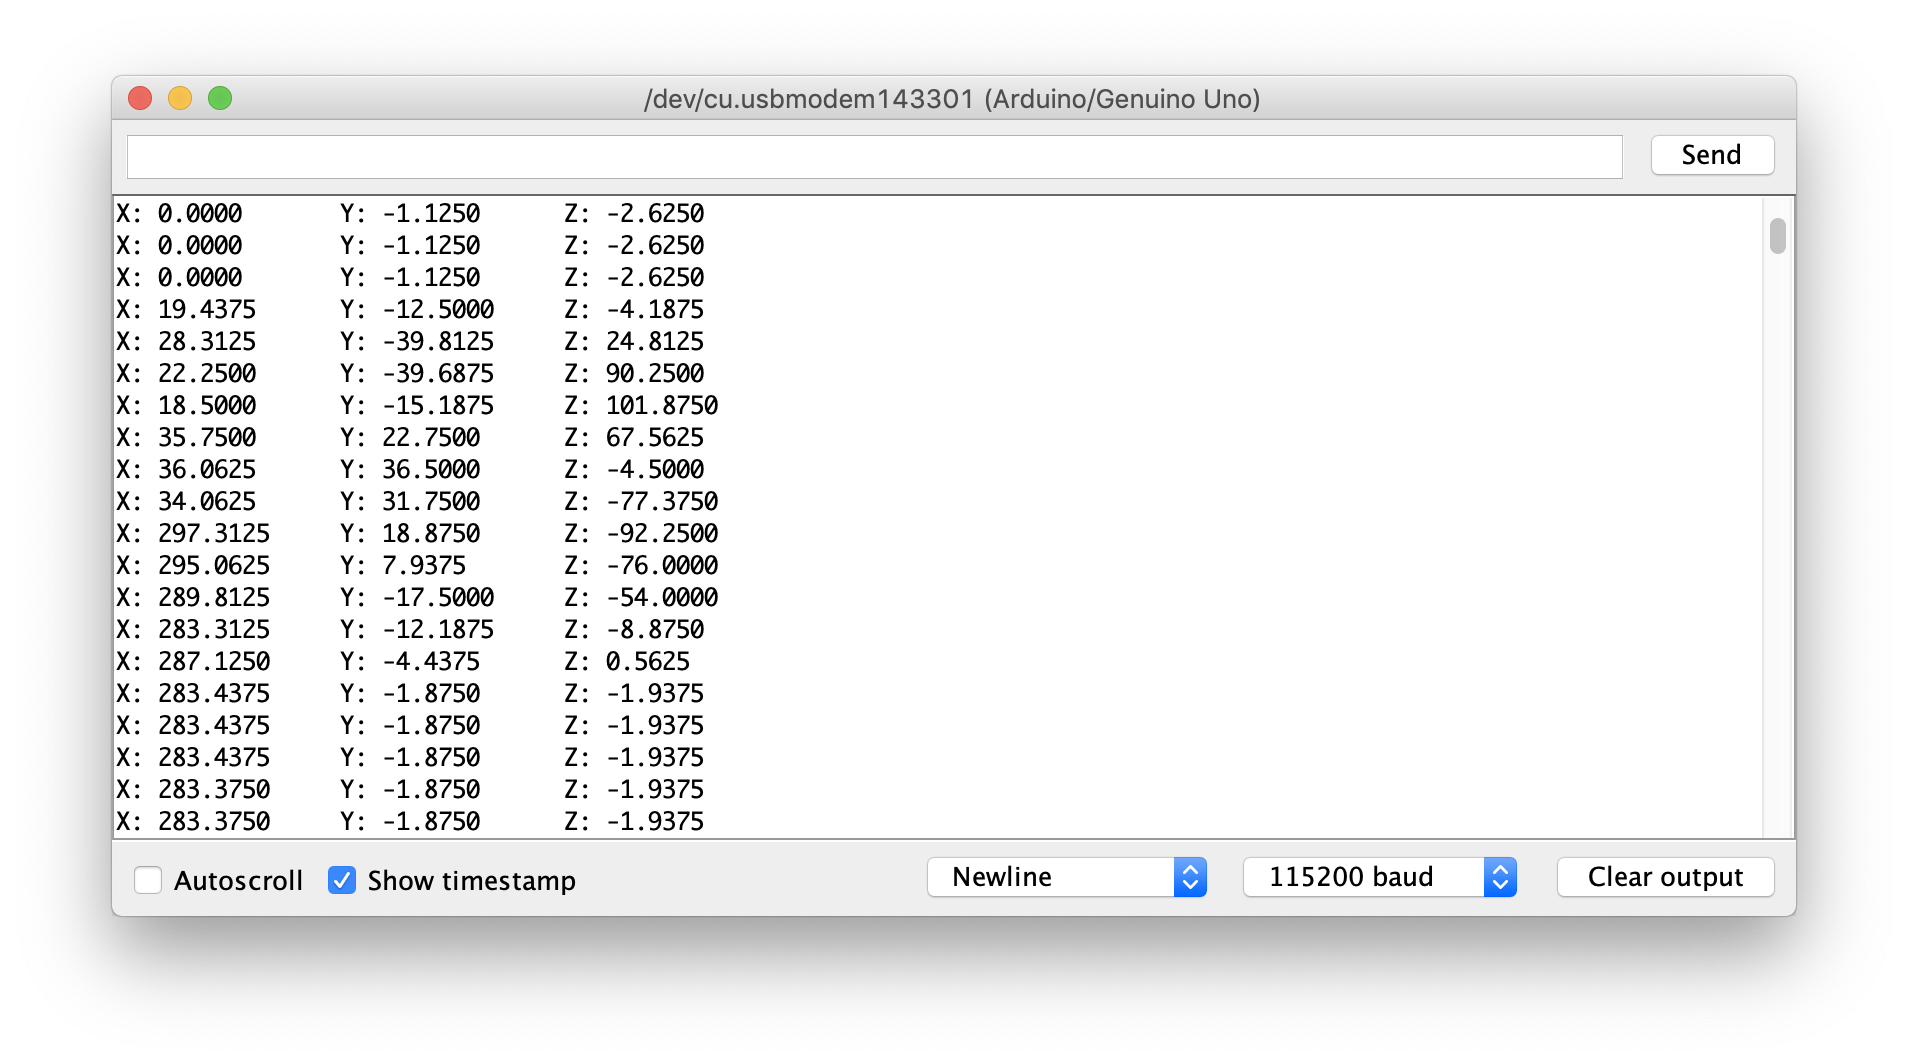 /dev/cu.usbmodem143301 (Arduino/Genuino Uno)
Send
X: 0.0000 Y: -1.1250 Z: -2.6250
X: 0.0000 Y: -1.1250 Z: -2.6250
X: 0.0000 Y: -1.1250 Z: -2.6250
X: 19.4375 Y: -12.5000 Z: -4.1875
X: 28.3125 Y: -39.8125 Z: 24.8125
X: 22.2500 Y: -39.6875 Z: 90.2500
X: 18.5000 Y: -15.1875 Z: 101.8750
X: 35.7500 Y: 22.7500 Z: 67.5625
X: 36.0625 Y: 36.5000 Z: -4.5000
X: 34.0625 Y: 31.7500 Z: -77.3750
X: 297.3125 Y: 18.8750 Z: -92.2500
X: 295.0625 Y: 7.9375 Z: -76.0000
X: 289.8125 Y: -17.5000 Z: -54.0000
X: 283.3125 Y: -12.1875 Z: -8.8750
X: 287.1250 Y: -4.4375 Z: 0.5625
X: 283.4375 Y: -1.8750 Z: -1.9375
X: 283.4375 Y: -1.8750 Z: -1.9375
X: 283.4375 Y: -1.8750 Z: -1.9375
X: 283.3750 Y: -1.8750 Z: -1.9375
X: 283.3750 Y: -1.8750 Z: -1.9375
Autoscroll Show timestamp Newline 115200 baud Clear output